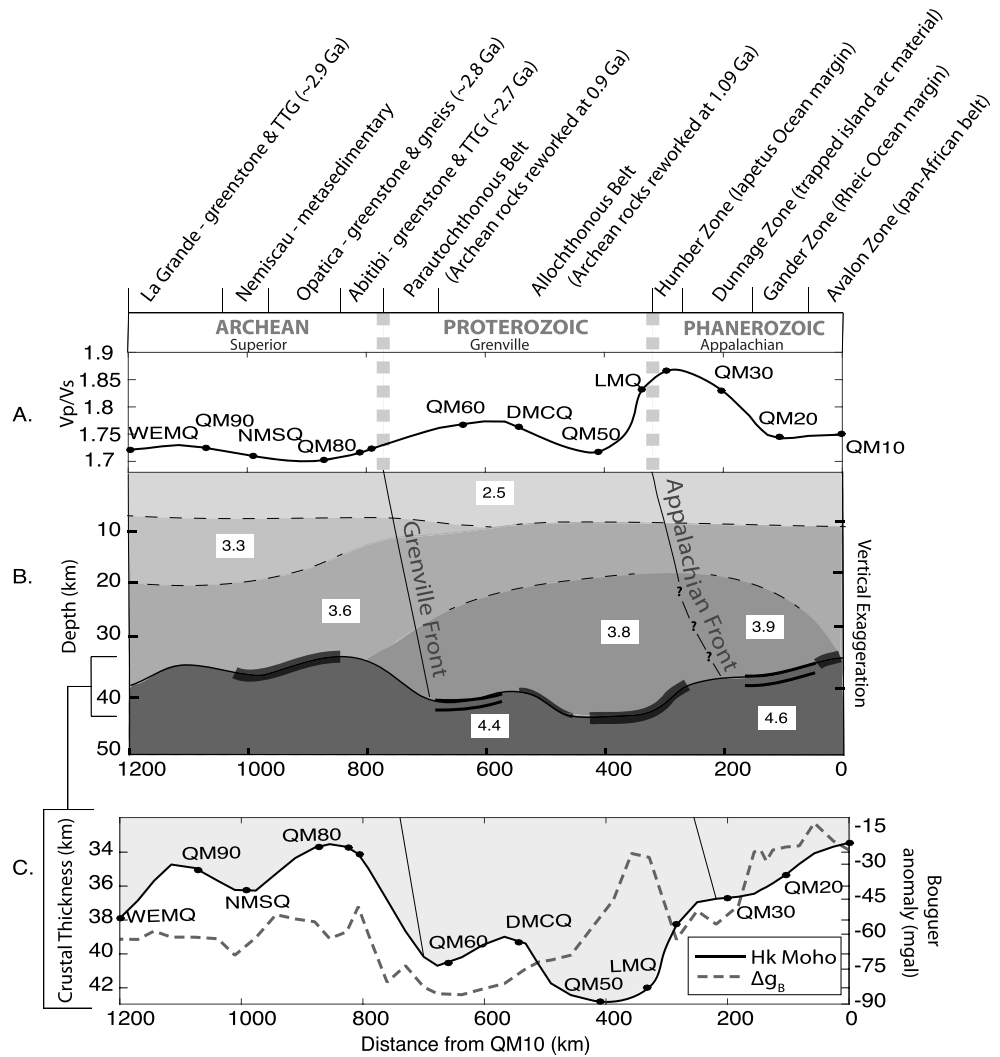 La Grande - greenstone & TTG (~2.9 Ga)
Nemiscau - metasedimentary
Opatica - greenstone & gneiss (~2.8 Ga)
Abitibi - greenstone & TTG (~2.7 Ga)
Parautochthonous Belt
(Archean rocks reworked at 0.9 Ga)
Allochthonous Belt
(Archean rocks reworked at 1.09 Ga)
Humber Zone (Iapetus Ocean margin)
Dunnage Zone (trapped island arc material)
Gander Zone (Rheic Ocean margin)
Avalon Zone (pan-African belt)
ARCHEAN
Superior
PROTEROZOIC
Grenville
PHANEROZOIC
Appalachian
A.
Vp/Vs
1.9
1.85
1.8
1.75
1.7
WEMQ
QM90
NMSQ
QM80
QM60
DMCQ
QM50
LMQ
QM30
QM20
QM10
B.
Depth (km)
10
20
30
40
50
2.5
3.3
3.6
3.8
3.9
4.4
4.6
Grenville Front
Appalachian Front
?
?
?
Vertical Exaggeration
1200
1000
800
600
400
200
0
C.
Crustal Thickness (km)
34
36
38
40
42
WEMQ
QM90
NMSQ
QM80
QM60
DMCQ
QM50
LMQ
QM30
QM20
Hk Moho
Δg_B
-15
-30
-45
-60
-75
-90
Bouguer
anomaly (mgal)
1200
1000
800
600
400
200
0
Distance from QM10 (km)